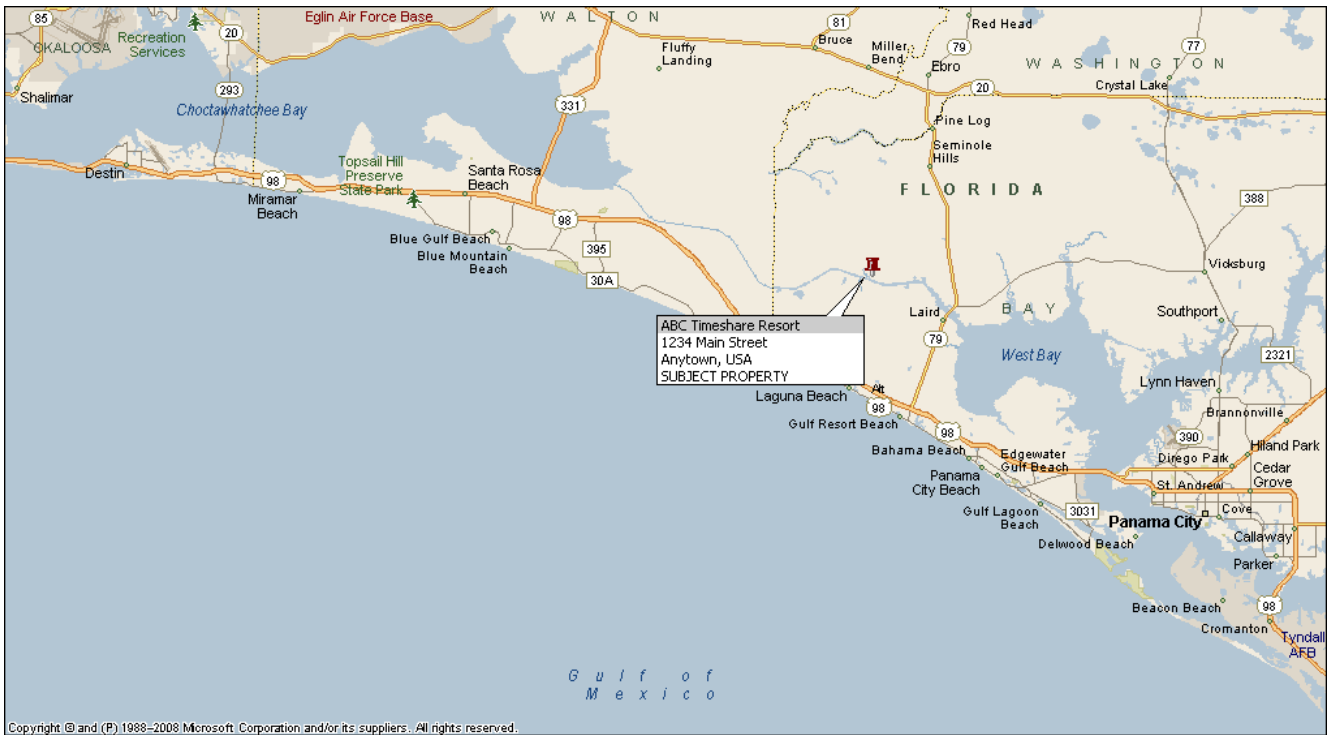 85
Eglin Air Force Base
W A L T O N
81
Red Head
Recreation
Services
20
OKALOOSA
Fluffy
Landing
Bruce
Miller
Bend
79
77
Ebro
W A S H I N G T O N
Crystal Lake
Shalimar
293
Choctawhatchee Bay
331
20
Pine Log
Seminole
Hills
Destin
98
Miramar
Beach
Topsail Hill
Preserve
State Park
Santa Rosa
Beach
F L O R I D A
388
98
Blue Gulf Beach
Blue Mountain
Beach
395
30A
Vicksburg
ABC Timeshare Resort
1234 Main Street
Anytown, USA
SUBJECT PROPERTY
Laird
B A Y
Southport
79
West Bay
2321
Lynn Haven
Laguna Beach
Alt
98
Gulf Resort Beach
98
Brannonville
390
Hiland Park
Bahama Beach
Edgewater
Gulf Beach
Dirego Park
Cedar
Grove
Panama
City Beach
St. Andrew
Gulf Lagoon
Beach
3031
Panama City
Cove
Delwood Beach
Callaway
Parker
Beacon Beach
98
Cromanton
Tyndall
AFB
G u l f o f
M e x i c o
Copyright © and (P) 1988–2008 Microsoft Corporation and/or its suppliers. All rights reserved.